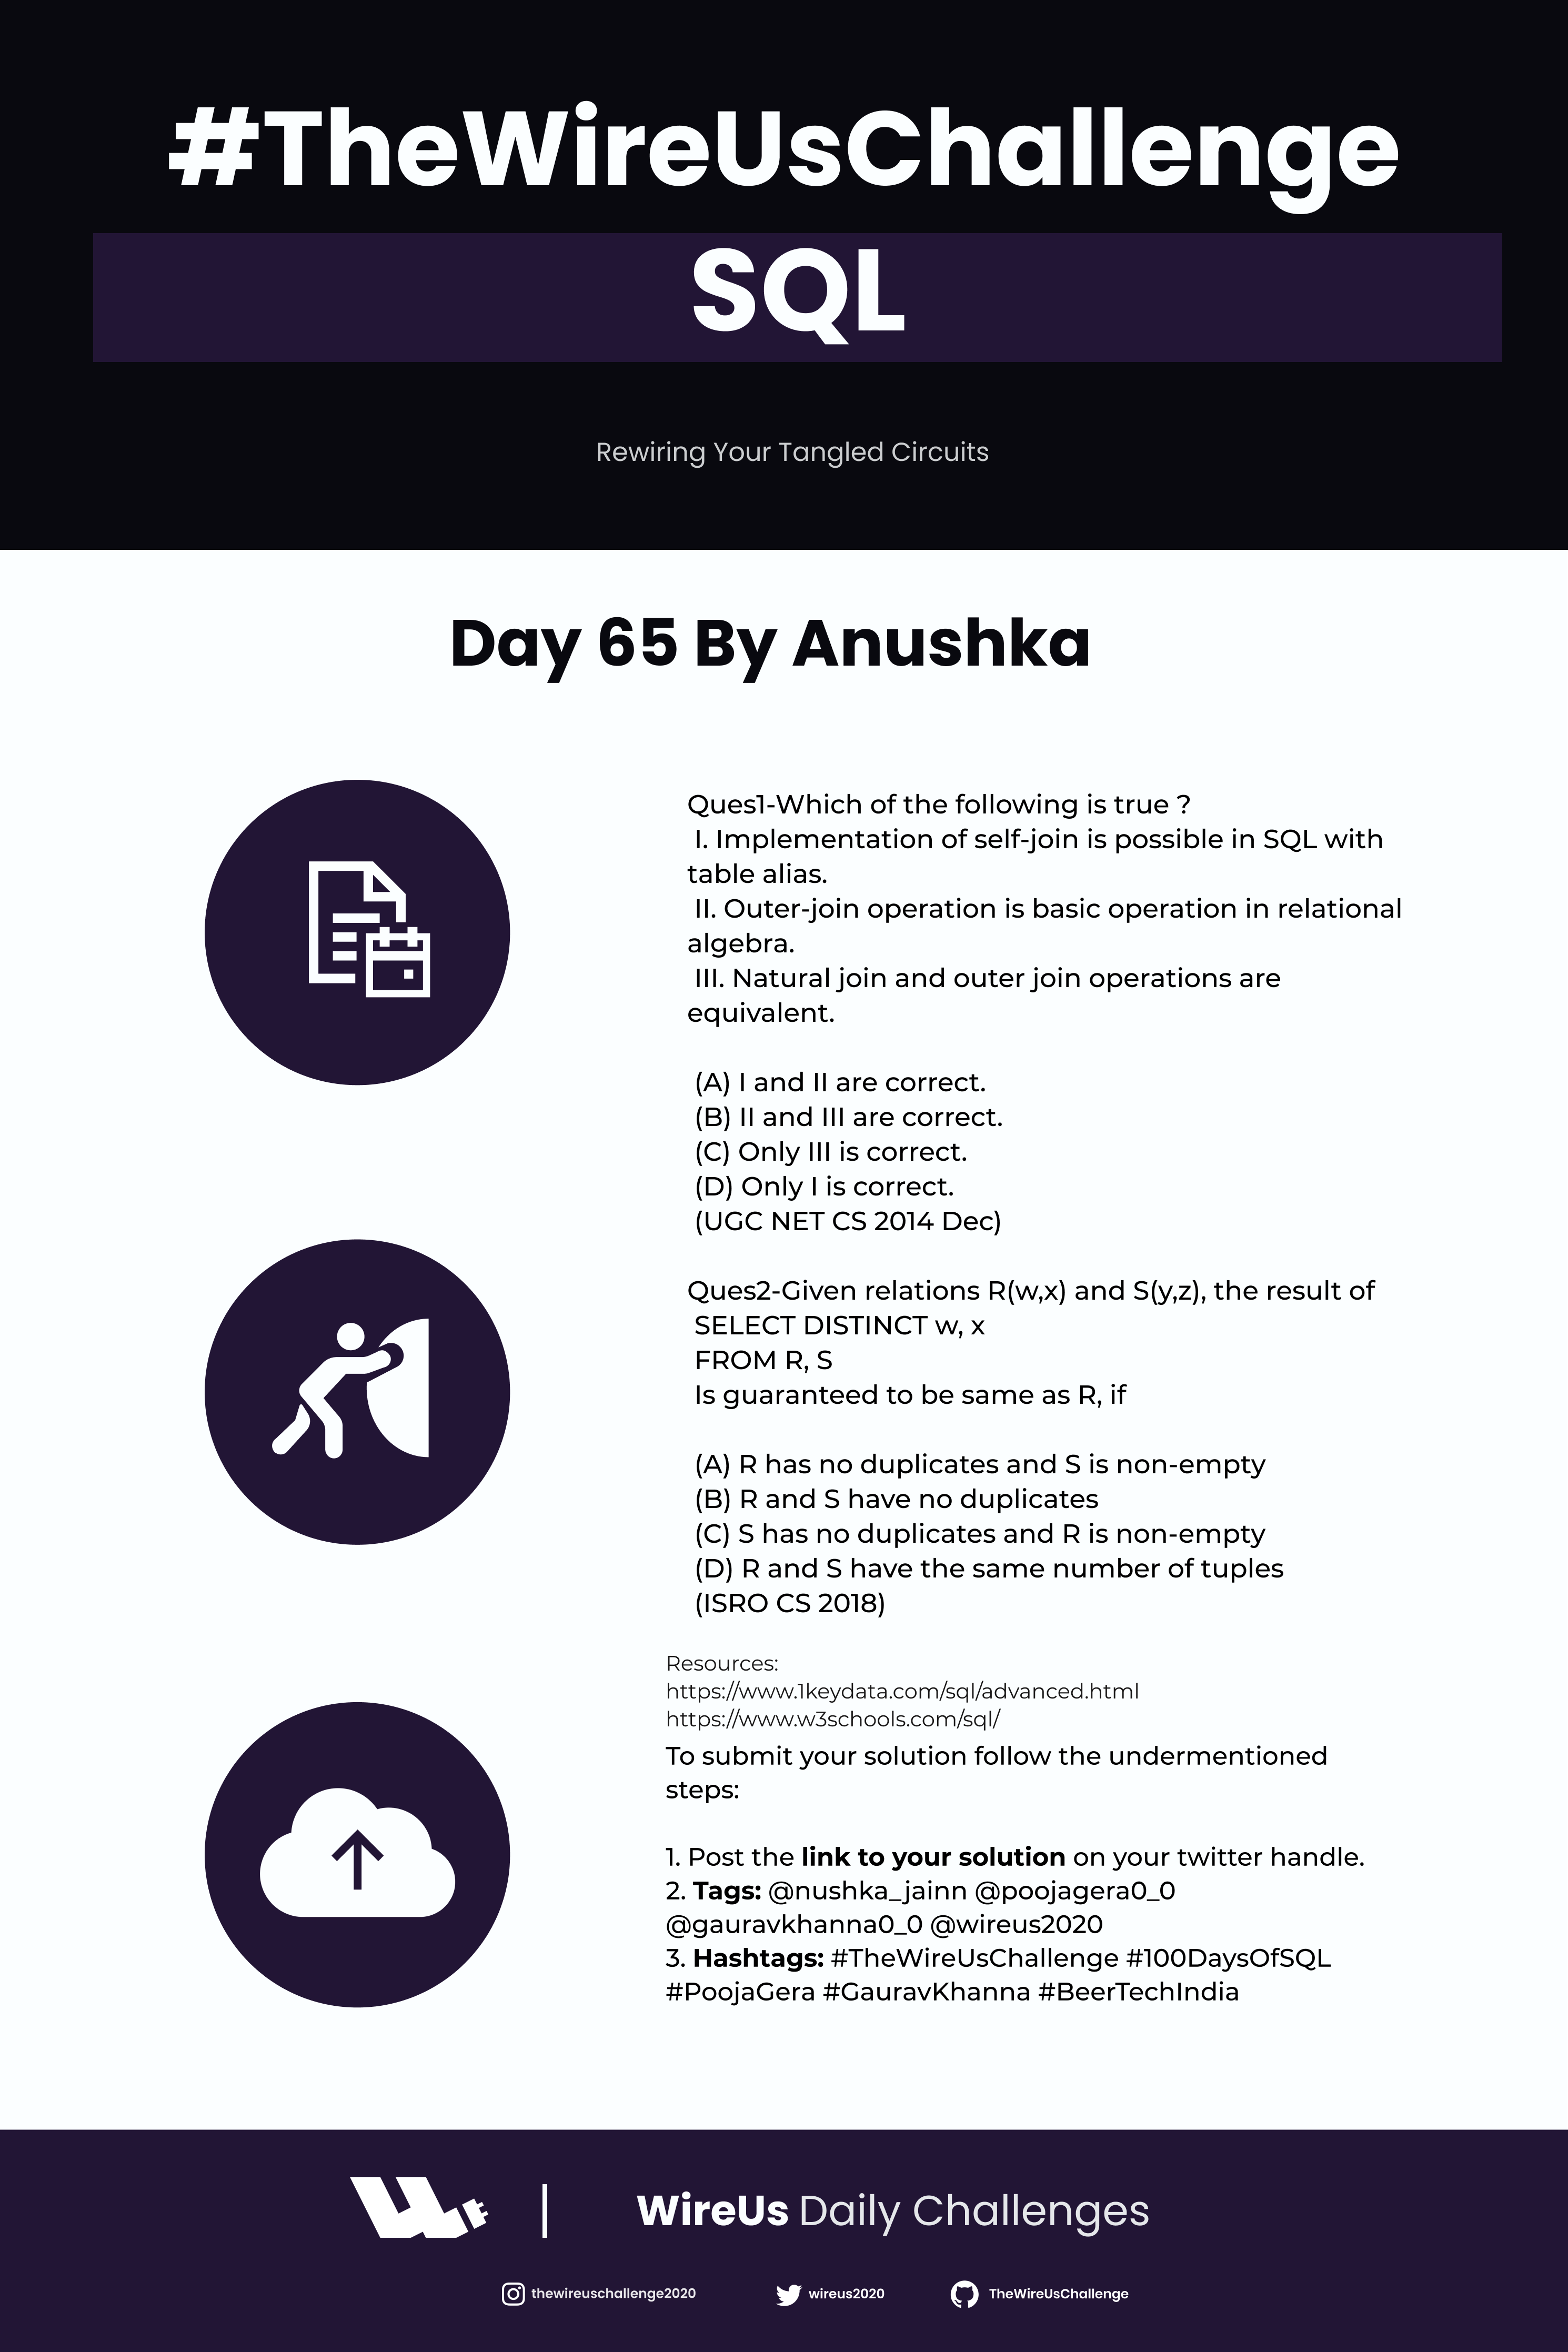 #TheWireUsChallenge
SQL
Rewiring Your Tangled Circuits
Day 65 By Anushka
Ques1-Which of the following is true ?
I. Implementation of self-join is possible in SQL with
table alias.
II. Outer-join operation is basic operation in relational
algebra.
III. Natural join and outer join operations are
equivalent.
(A) I and II are correct.
(B) II and III are correct.
(C) Only III is correct.
(D) Only I is correct.
(UGC NET CS 2014 Dec)
Ques2-Given relations R(w,x) and S(y,z), the result of
SELECT DISTINCT w, x
FROM R, S
Is guaranteed to be same as R, if
(A) R has no duplicates and S is non-empty
(B) R and S have no duplicates
(C) S has no duplicates and R is non-empty
(D) R and S have the same number of tuples
(ISRO CS 2018)
Resources:
https://www.1keydata.com/sql/advanced.html
https://www.w3schools.com/sql/
To submit your solution follow the undermentioned
steps:
1. Post the link to your solution on your twitter handle.
2. Tags: @nushka_jainn @poojagera0_0
@gauravkhanna0_0 @wireus2020
3. Hashtags: #TheWireUsChallenge #100DaysOfSQL
#PoojaGera #GauravKhanna #BeerTechIndia
WireUs Daily Challenges
thewireuschallenge2020 wireus2020 TheWireUsChallenge